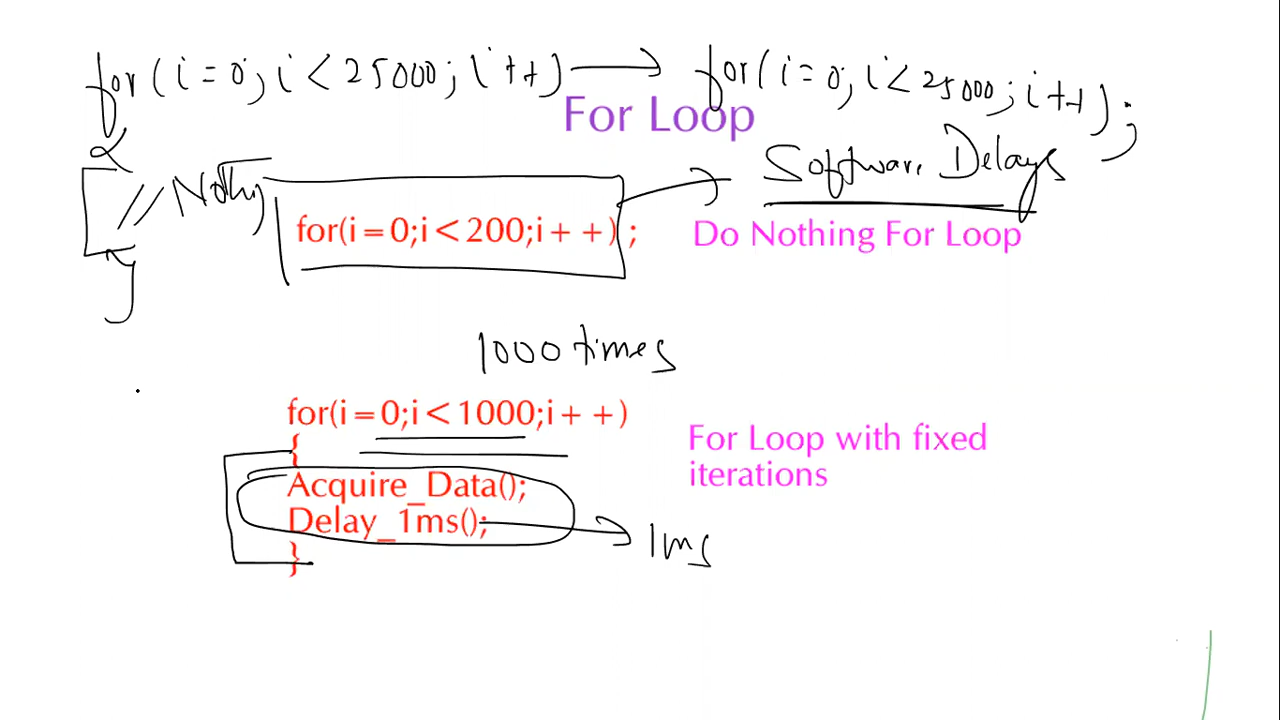 for(i=0;i<25000;i++) → for(i=0;i<25000;i++);
For Loop
{
//Nothing
}
Software Delays
for(i=0;i<200;i++);
Do Nothing For Loop
1000 times
for(i=0;i<1000;i++)
{
Acquire_Data();
Delay_1ms();
}
1ms
For Loop with fixed
iterations